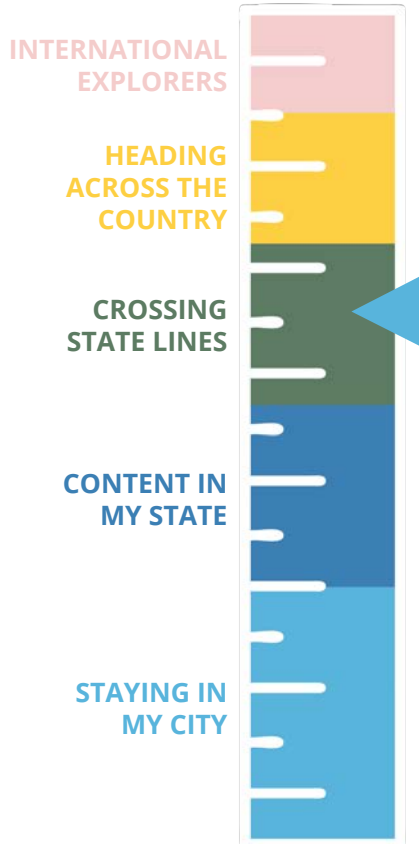 INTERNATIONAL
EXPLORERS
HEADING
ACROSS THE
COUNTRY
CROSSING
STATE LINES
CONTENT IN
MY STATE
STAYING IN
MY CITY